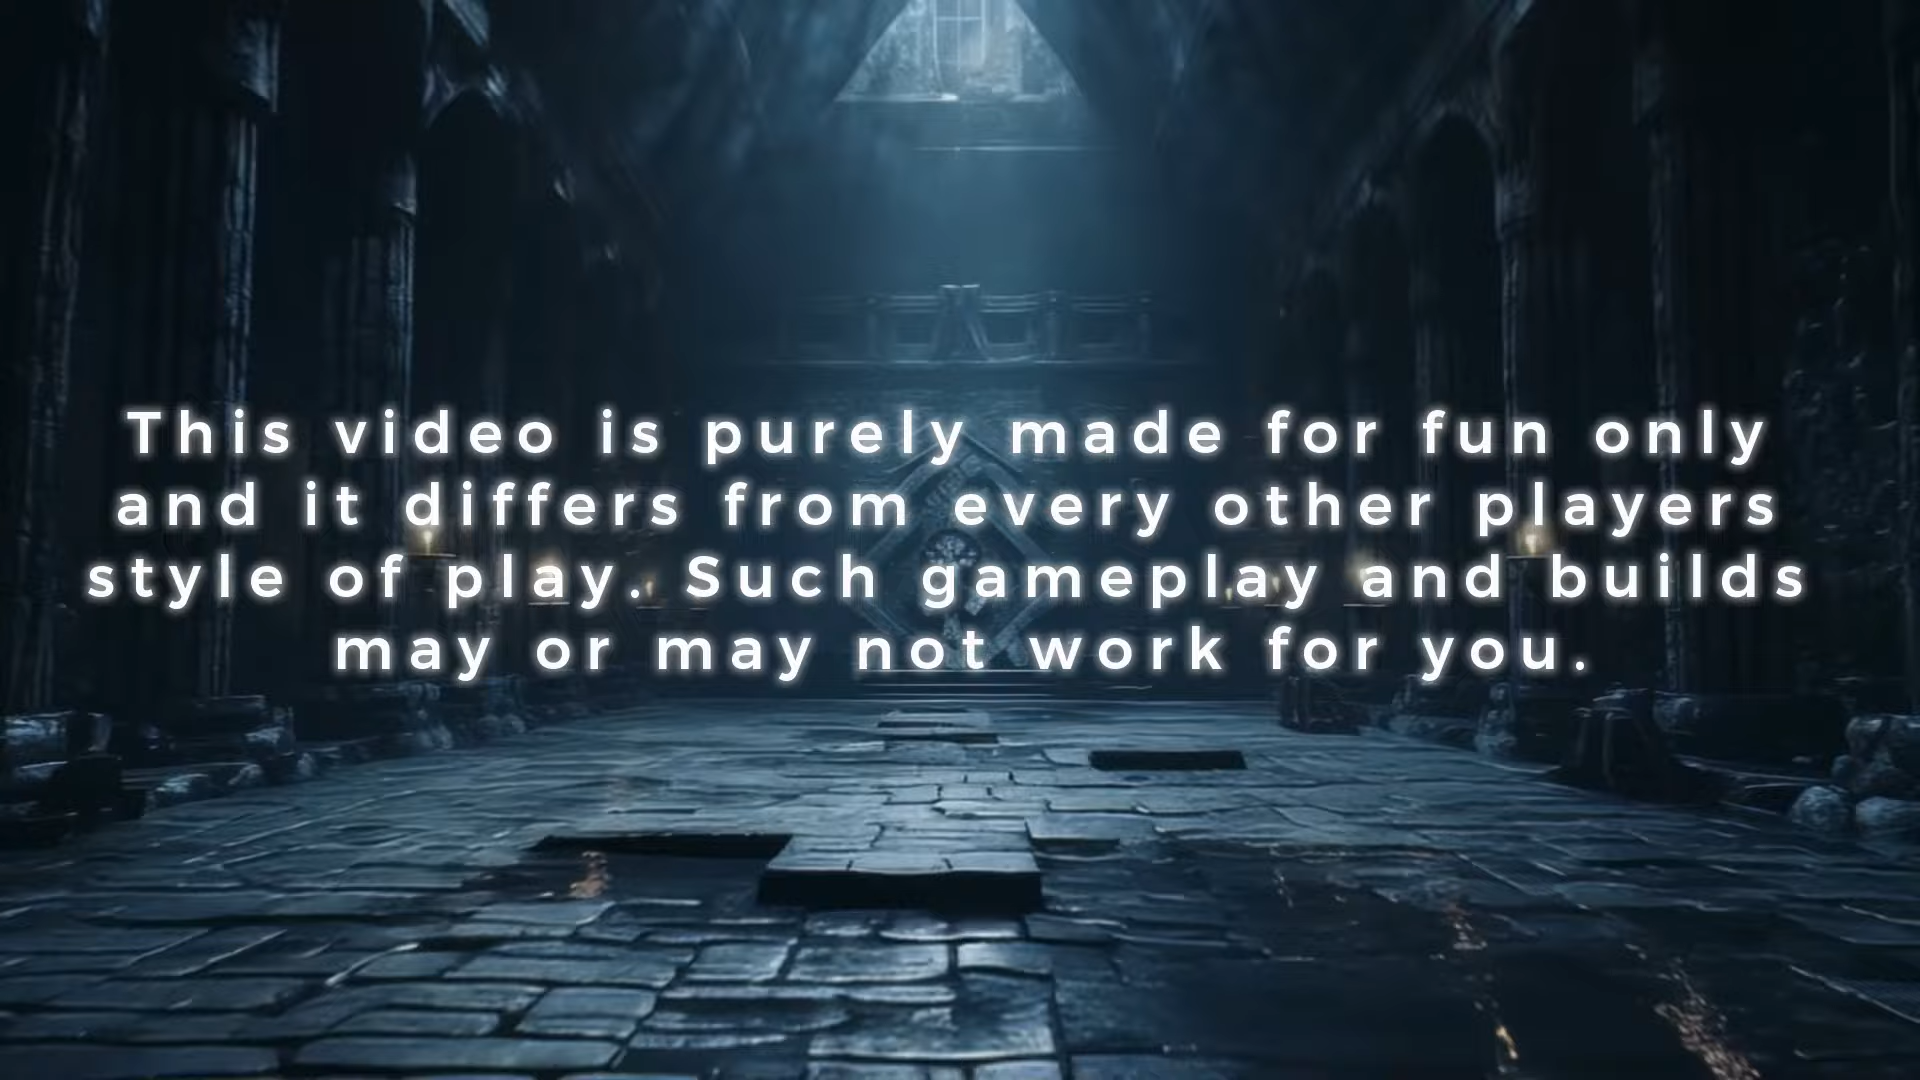 This video is purely made for fun only
and it differs from every other players
style of play. Such gameplay and builds
may or may not work for you.